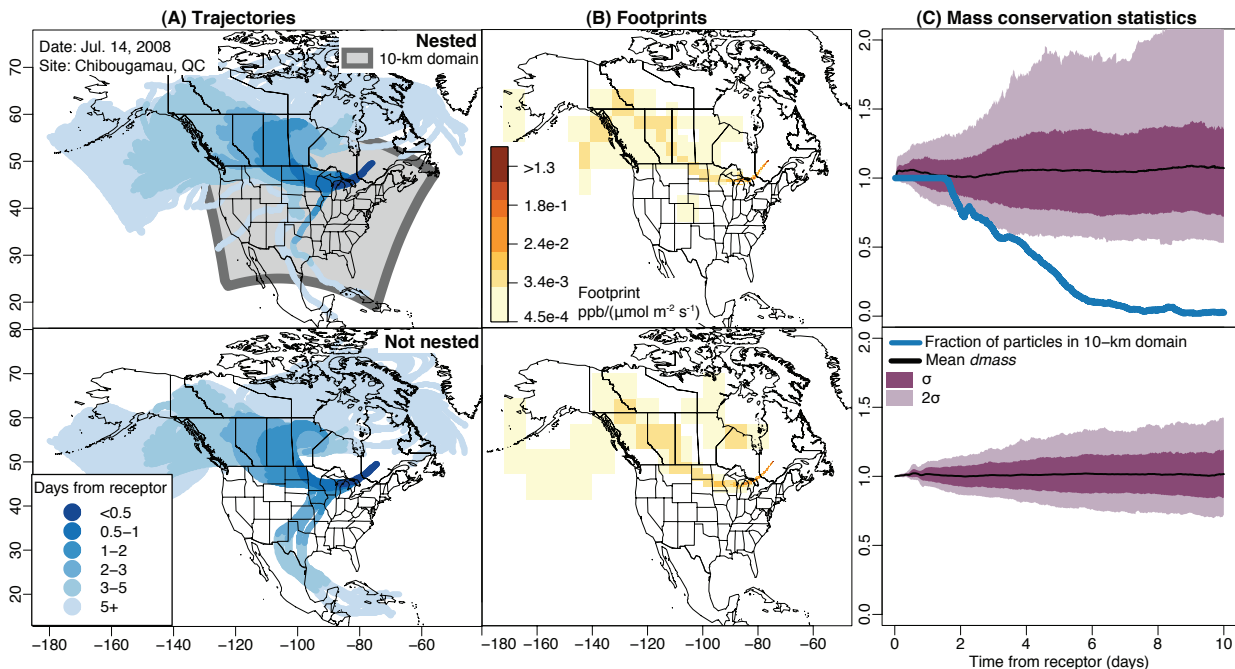 (A) Trajectories
(B) Footprints
(C) Mass conservation statistics
Date: Jul. 14, 2008
Site: Chibougamau, QC
Nested
10-km domain
70
60
50
40
30
20
>1.3
1.8e-1
2.4e-2
3.4e-3
4.5e-4
Footprint
ppb/(μmol m⁻² s⁻¹)
2.0
1.5
1.0
0.5
0.0
Not nested
80
70
60
50
40
30
20
Days from receptor
<0.5
0.5-1
1-2
2-3
3-5
5+
Fraction of particles in 10-km domain
Mean dmass
σ
2σ
2.0
1.5
1.0
0.5
0.0
−180 −160 −140 −120 −100 −80 −60
−180 −160 −140 −120 −100 −80 −60
0 2 4 6 8 10
Time from receptor (days)